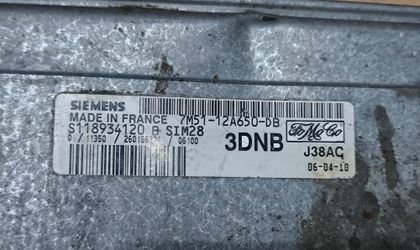 SIEMENS
MADE IN FRANCE 7M51-12A650-DB
S118934120 B SIM28
3DNB
FoMoCo
J38AC
06-04-10